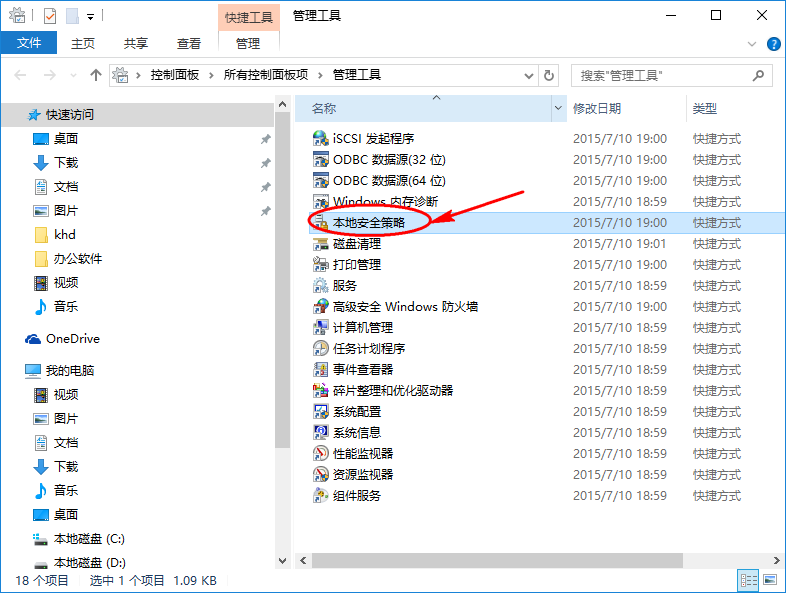 快捷工具 管理工具
文件 主页 共享 查看 管理
控制面板 › 所有控制面板项 › 管理工具 搜索"管理工具"
快速访问
桌面
下载
文档
图片
khd
办公软件
视频
音乐
OneDrive
我的电脑
视频
图片
文档
下载
音乐
桌面
本地磁盘 (C:)
本地磁盘 (D:)
名称 修改日期 类型
iSCSI 发起程序 2015/7/10 19:00 快捷方式
ODBC 数据源(32 位) 2015/7/10 19:00 快捷方式
ODBC 数据源(64 位) 2015/7/10 19:00 快捷方式
Windows 内存诊断 2015/7/10 18:59 快捷方式
本地安全策略 2015/7/10 19:00 快捷方式
磁盘清理 2015/7/10 19:01 快捷方式
打印管理 2015/7/10 19:00 快捷方式
服务 2015/7/10 18:59 快捷方式
高级安全 Windows 防火墙 2015/7/10 19:00 快捷方式
计算机管理 2015/7/10 18:59 快捷方式
任务计划程序 2015/7/10 18:59 快捷方式
事件查看器 2015/7/10 18:59 快捷方式
碎片整理和优化驱动器 2015/7/10 18:59 快捷方式
系统配置 2015/7/10 18:59 快捷方式
系统信息 2015/7/10 18:59 快捷方式
性能监视器 2015/7/10 18:59 快捷方式
资源监视器 2015/7/10 18:59 快捷方式
组件服务 2015/7/10 18:59 快捷方式
18 个项目 选中 1 个项目 1.09 KB